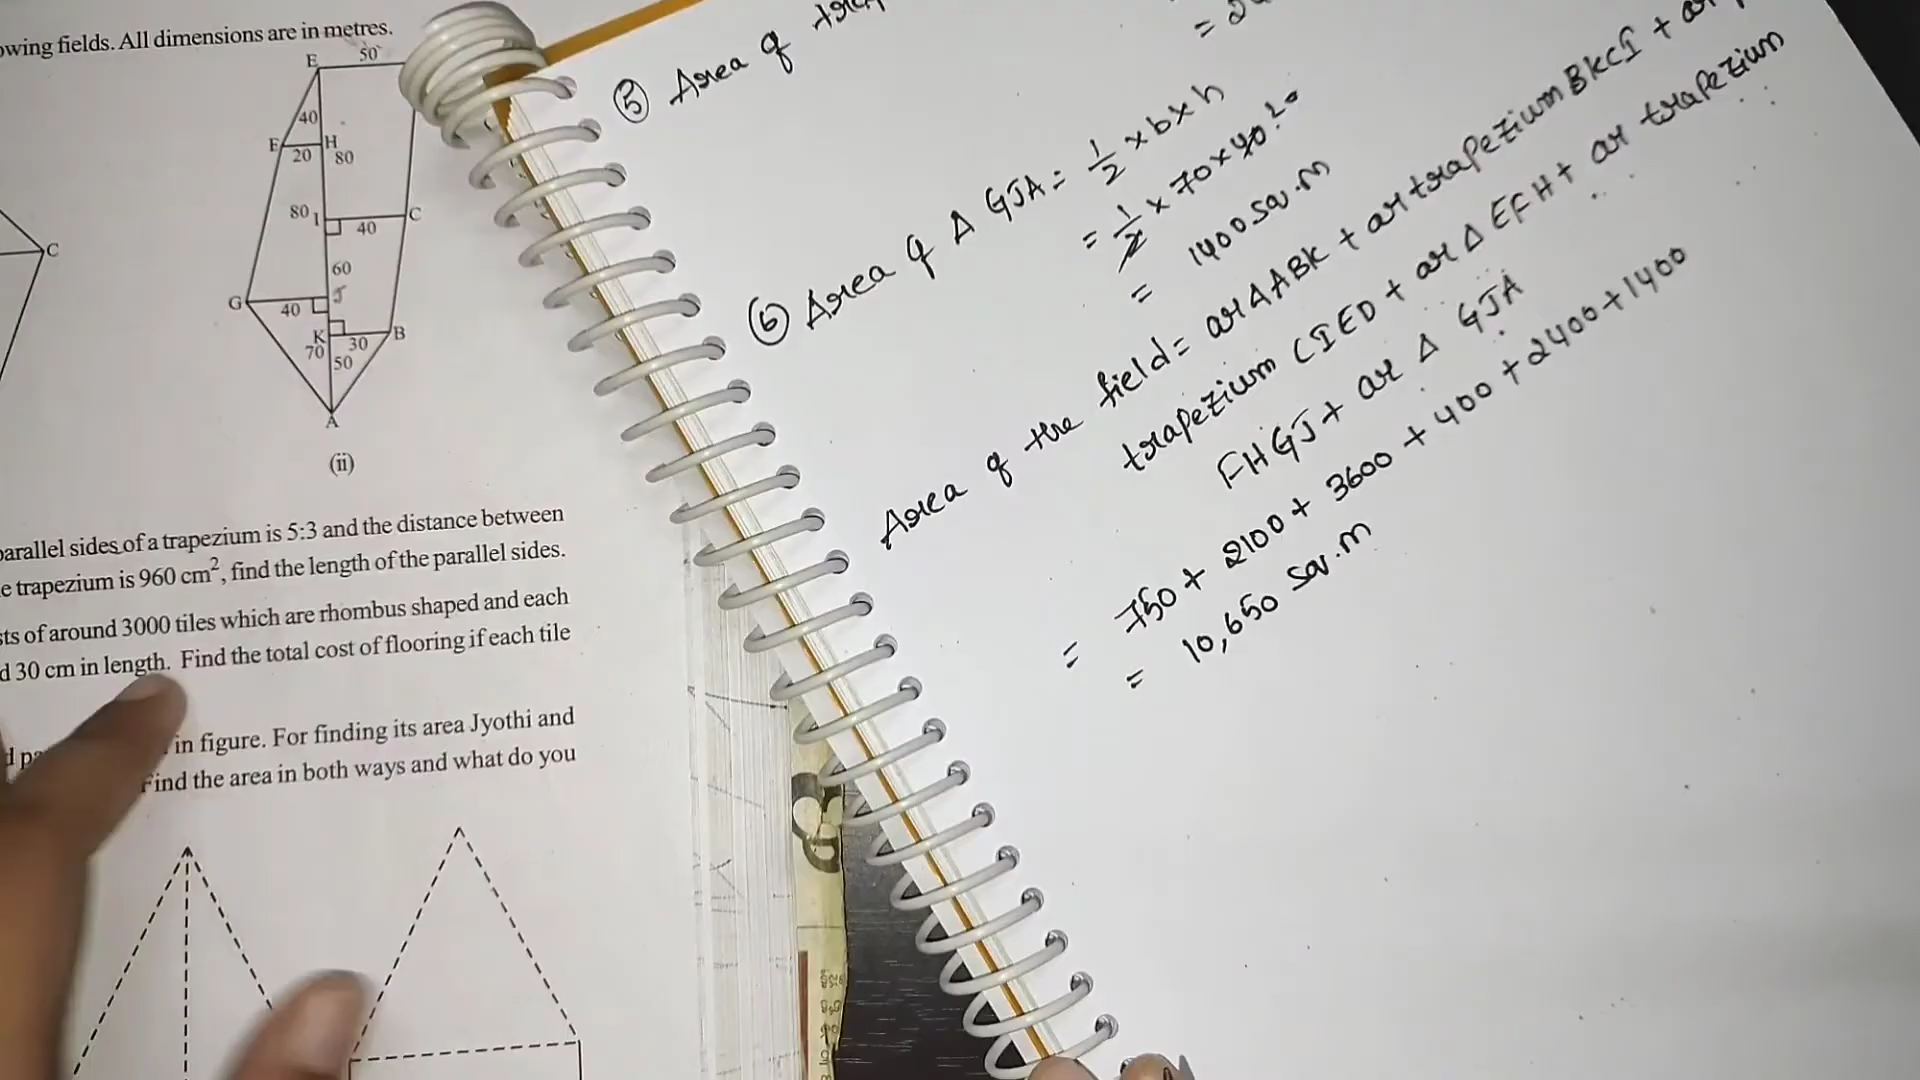 owing fields. All dimensions are in metres.
E
50
40
F
H
20
80
80
I
C
40
60
G
J
40
K
B
70
30
50
A
(ii)
C
parallel sides of a trapezium is 5:3 and the distance between
e trapezium is 960 cm², find the length of the parallel sides.
sts of around 3000 tiles which are rhombus shaped and each
d 30 cm in length. Find the total cost of flooring if each tile
in figure. For finding its area Jyothi and
Find the area in both ways and what do you
⑤ Area of
⑥ Area of Δ GJA = 1/2 × b × h
= 1/2 × 70 × 40 20
= 1400 sq.m
Area of the field = ar Δ ABK + ar trapezium BKCI + ar
trapezium CIED + ar Δ EFH + ar trapezium
FHGJ + ar Δ GJA
= 750 + 2100 + 3600 + 400 + 2400 + 1400
= 10,650 sq.m